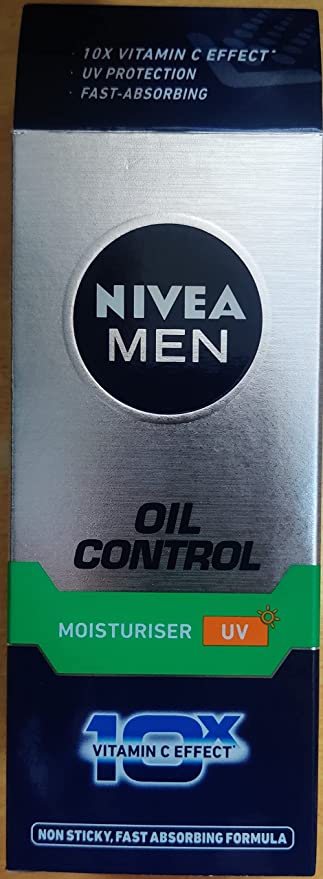 · 10X VITAMIN C EFFECT*
· UV PROTECTION
· FAST-ABSORBING
NIVEA
MEN
OIL
CONTROL
MOISTURISER UV
10X
VITAMIN C EFFECT*
NON STICKY, FAST ABSORBING FORMULA